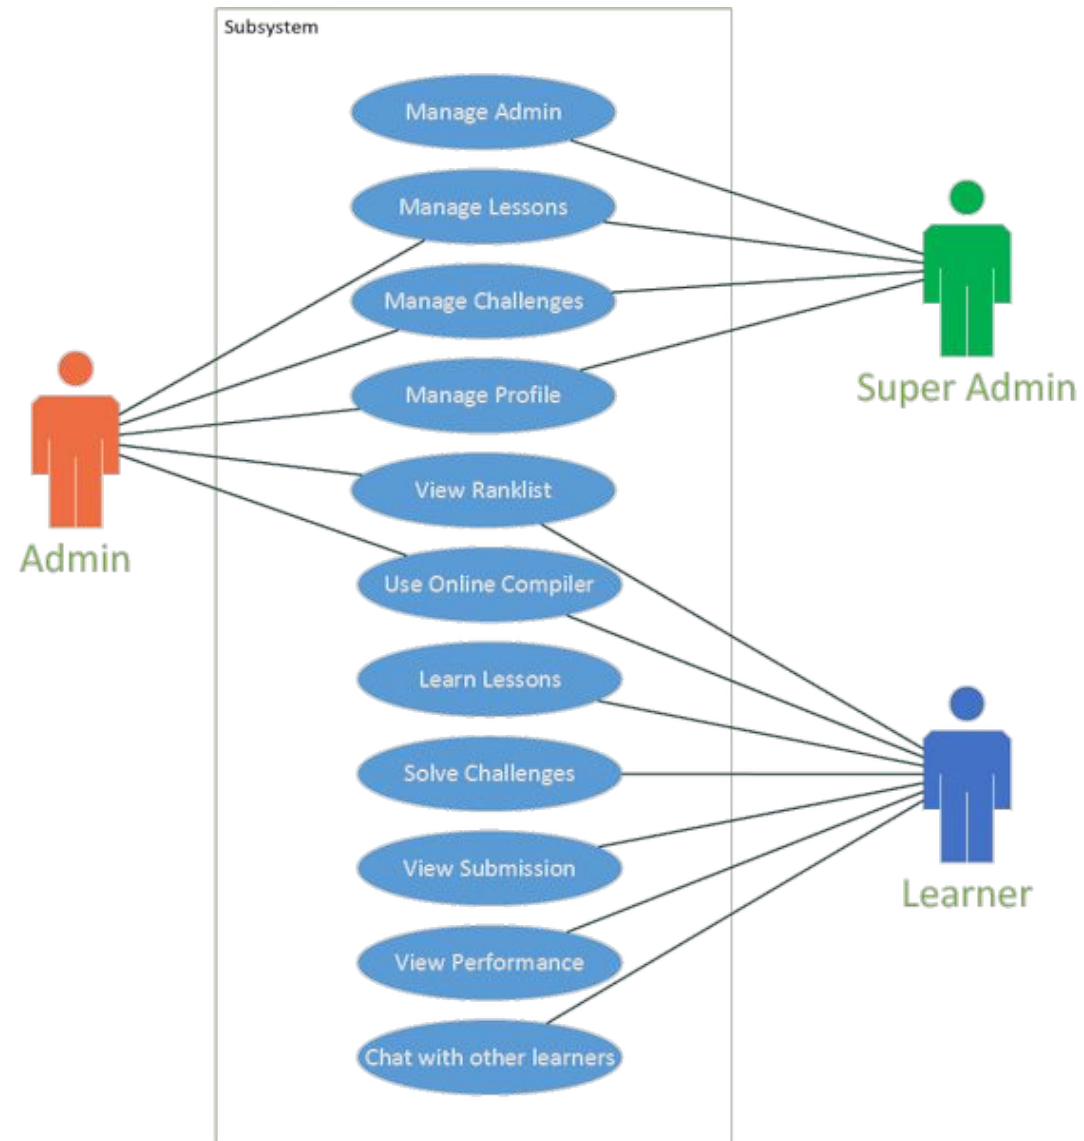 Subsystem
Manage Admin
Manage Lessons
Manage Challenges
Manage Profile
View Ranklist
Use Online Compiler
Learn Lessons
Solve Challenges
View Submission
View Performance
Chat with other learners
Admin
Super Admin
Learner